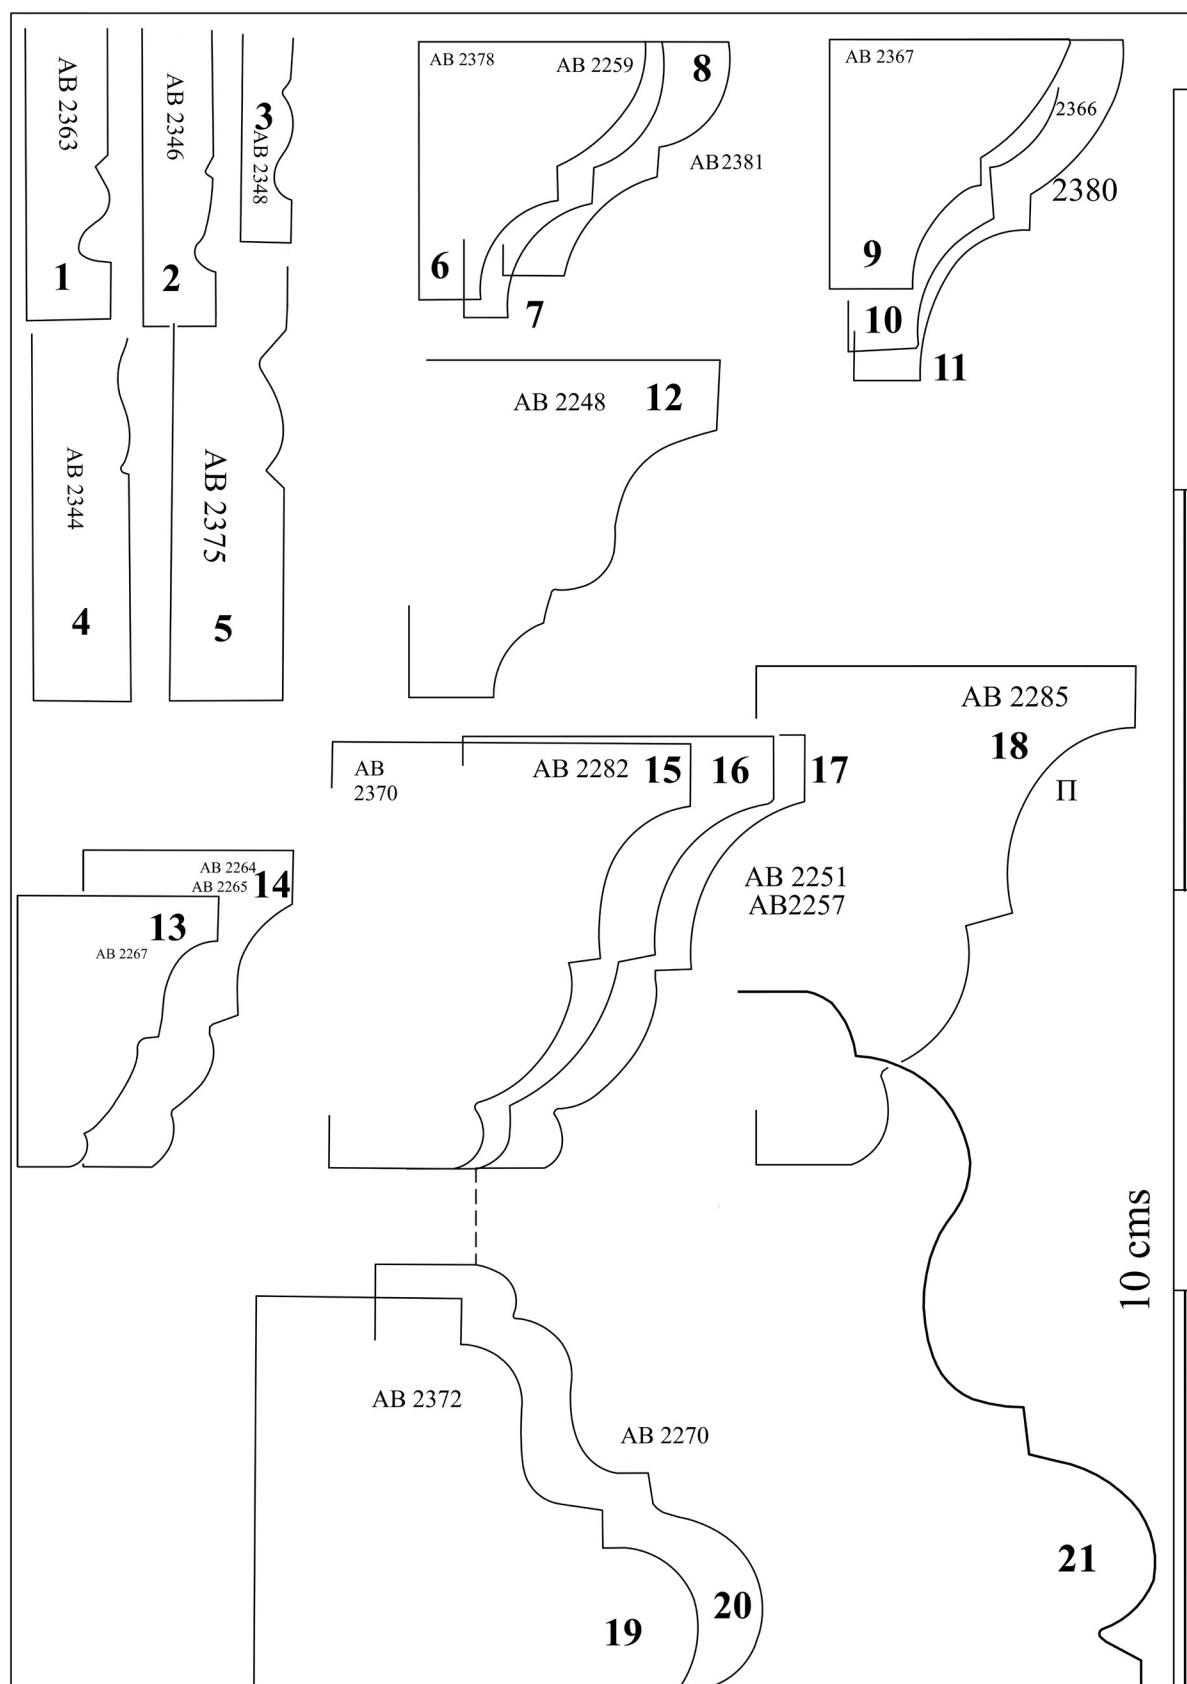 AB 2363
1
AB 2346
2
3
AB 2348
AB 2378
AB 2259
8
AB2381
6
7
AB 2367
2366
2380
9
10
11
AB 2344
4
AB 2375
5
AB 2248
12
AB 2285
18
П
AB
2370
AB 2282
15
16
17
AB 2251
AB2257
AB 2264
AB 2265
14
13
AB 2267
10 cms
AB 2372
AB 2270
19
20
21